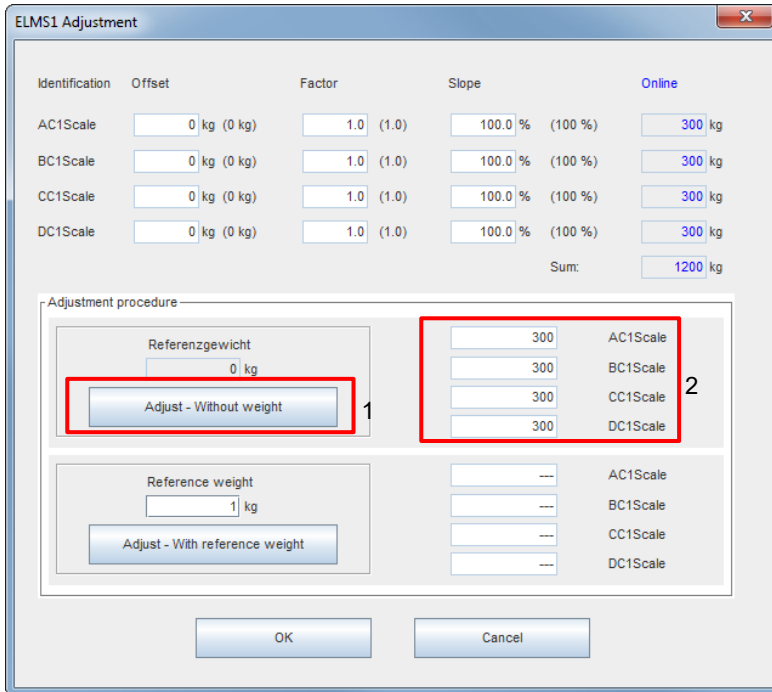 ELMS1 Adjustment
Identification Offset Factor Slope Online
AC1Scale 0 kg (0 kg) 1.0 (1.0) 100.0 % (100 %) 300 kg
BC1Scale 0 kg (0 kg) 1.0 (1.0) 100.0 % (100 %) 300 kg
CC1Scale 0 kg (0 kg) 1.0 (1.0) 100.0 % (100 %) 300 kg
DC1Scale 0 kg (0 kg) 1.0 (1.0) 100.0 % (100 %) 300 kg
Sum: 1200 kg
Adjustment procedure
Referenzgewicht
0 kg
Adjust - Without weight
1
300 AC1Scale
300 BC1Scale
300 CC1Scale
300 DC1Scale
2
Reference weight
1 kg
Adjust - With reference weight
--- AC1Scale
--- BC1Scale
--- CC1Scale
--- DC1Scale
OK Cancel